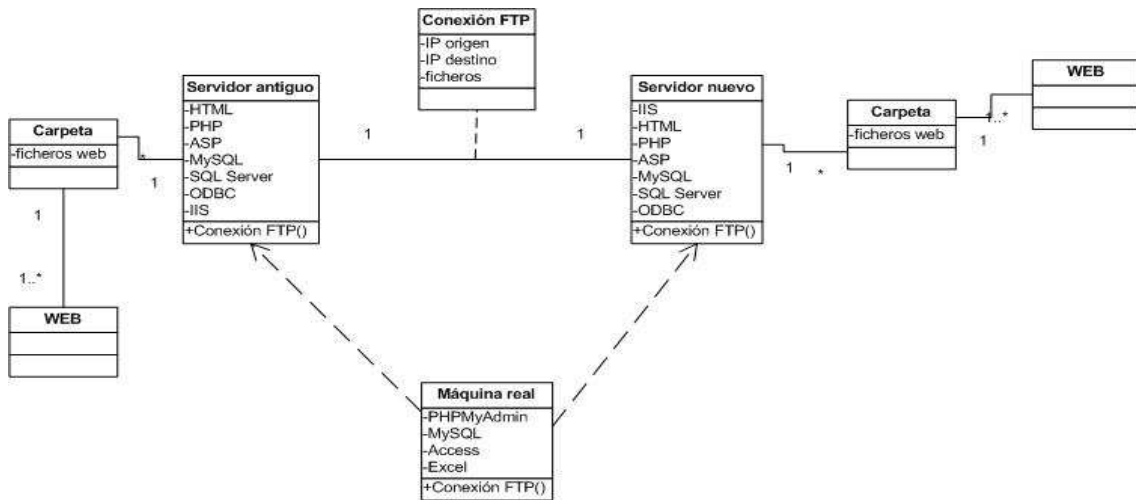 Conexión FTP
-IP origen
-IP destino
-ficheros
Servidor antiguo
-HTML
-PHP
-ASP
-MySQL
-SQL Server
-ODBC
-IIS
+Conexión FTP()
Servidor nuevo
-IIS
-HTML
-PHP
-ASP
-MySQL
-SQL Server
-ODBC
+Conexión FTP()
WEB
Carpeta
-ficheros web
1..*
1
Carpeta
-ficheros web
*
1
1
1
1
*
1
1..*
WEB
Máquina real
-PHPMyAdmin
-MySQL
-Access
-Excel
+Conexión FTP()